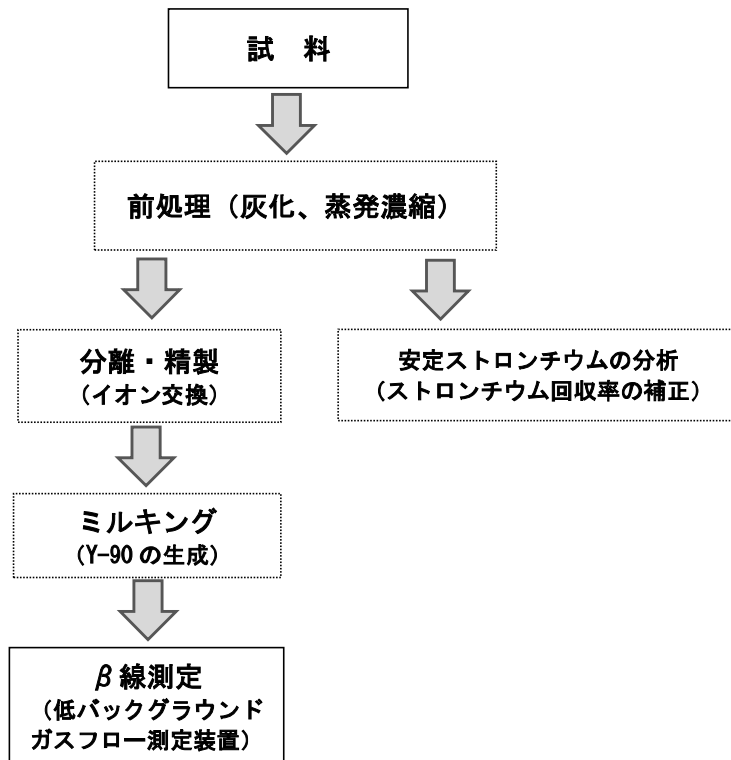 試　料
前処理（灰化、蒸発濃縮）
分離・精製
（イオン交換）
安定ストロンチウムの分析
（ストロンチウム回収率の補正）
ミルキング
（Y-90 の生成）
β線測定
（低バックグラウンド
ガスフロー測定装置）